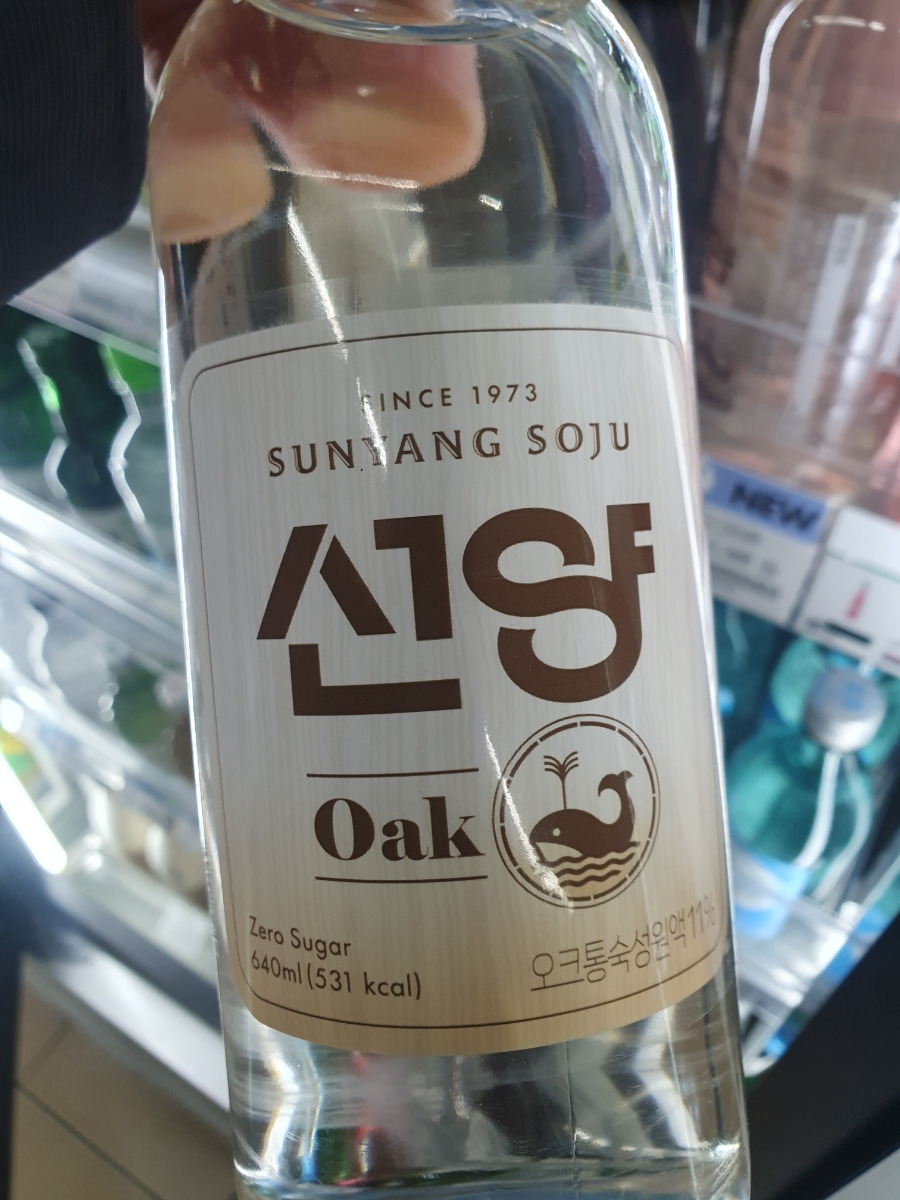 SINCE 1973
SUNYANG SOJU
선양
Oak
Zero Sugar
640ml (531 kcal)
오크통숙성원액 11%
NEW